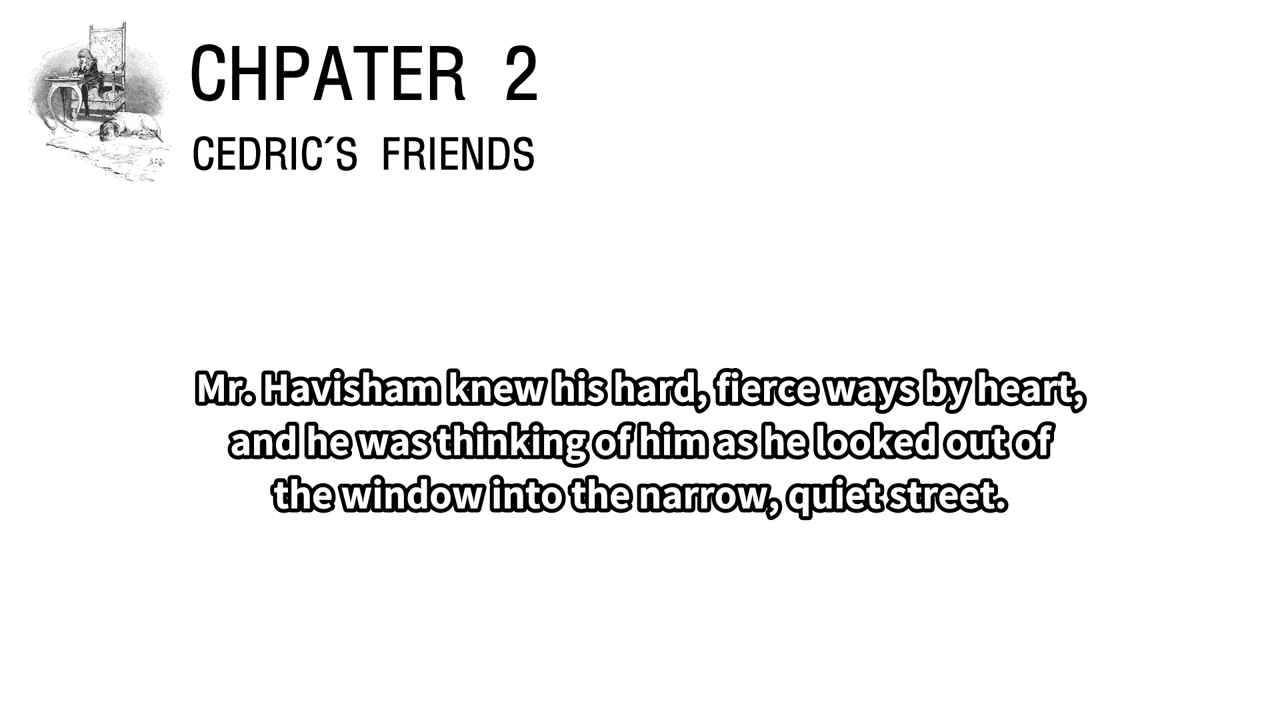 CHPATER 2
CEDRIC´S FRIENDS
Mr. Havisham knew his hard, fierce ways by heart,
and he was thinking of him as he looked out of
the window into the narrow, quiet street.